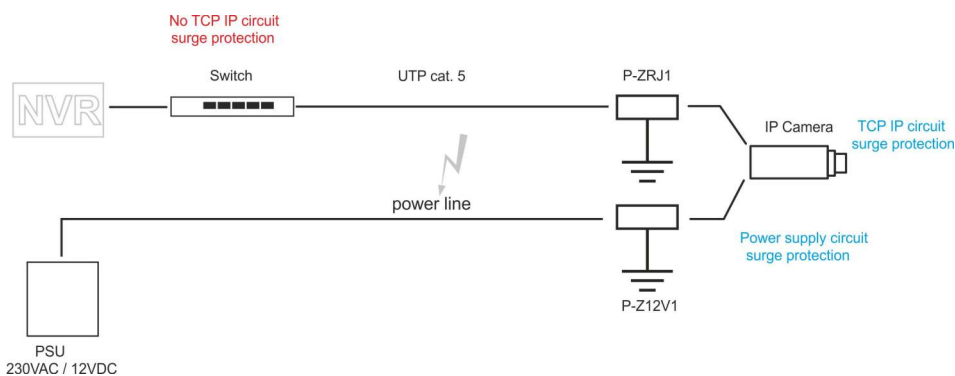 No TCP IP circuit
surge protection
Switch
UTP cat. 5
P-ZRJ1
NVR
IP Camera
TCP IP circuit
surge protection
power line
Power supply circuit
surge protection
P-Z12V1
PSU
230VAC / 12VDC